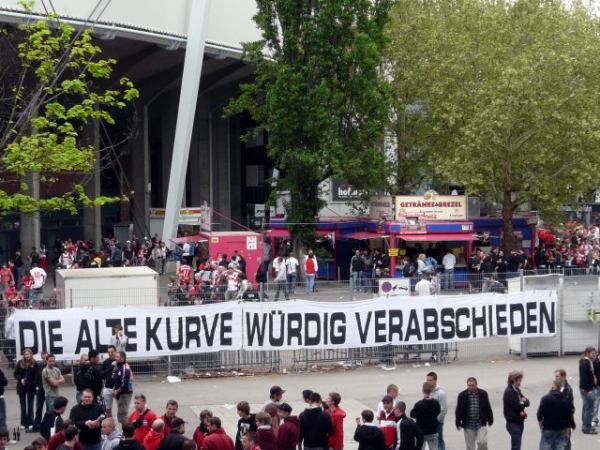 GETRÄNKE & BREZEL
DIE ALTE KURVE WÜRDIG VERABSCHIEDEN